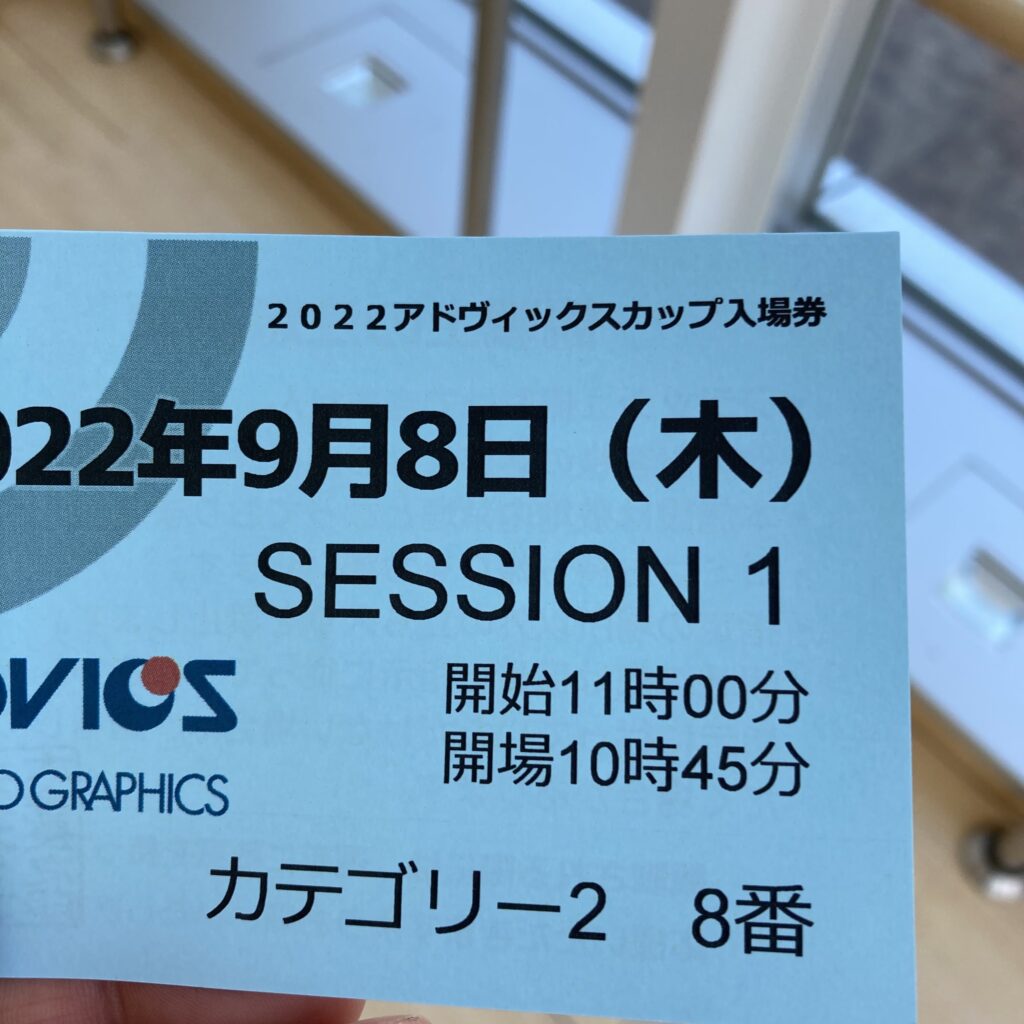 ２０２２アドヴィックスカップ入場券
022年9月8日（木）
SESSION 1
OVICS
開始11時00分
開場10時45分
O GRAPHICS
カテゴリー2　8番